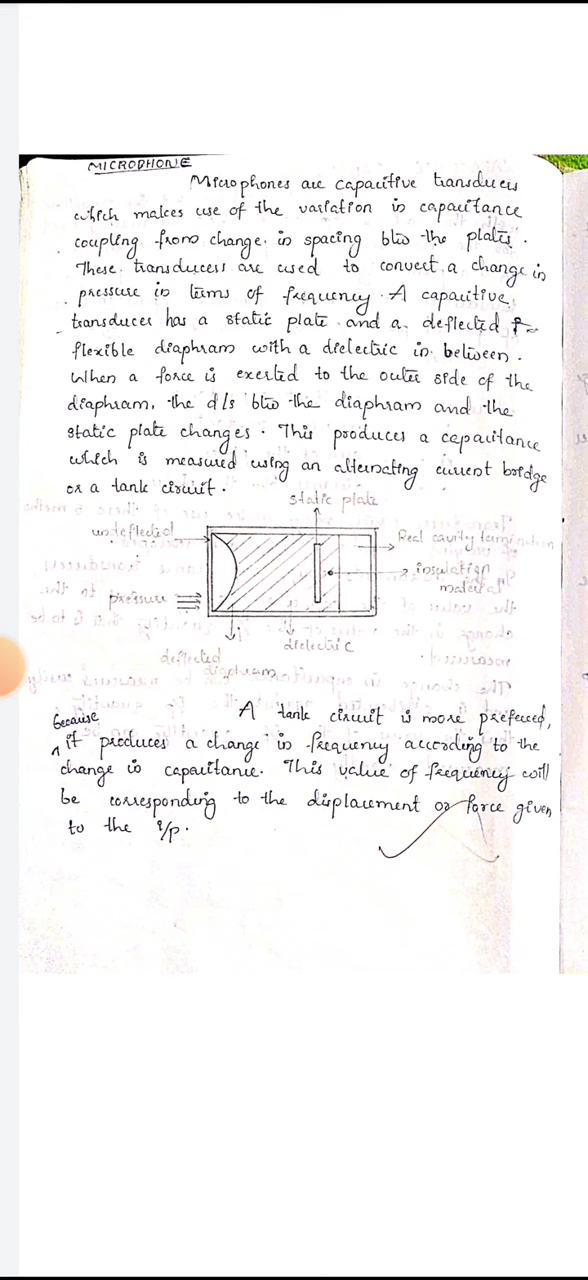 MICROPHONE
Microphones are capacitive transducers
which makes use of the variation in capacitance
coupling from change in spacing btw the plates.
These transducers are used to convert a change in
pressure in terms of frequency. A capacitive
transducer has a static plate and a deflected
flexible diaphram with a dielectric in between.
When a force is exerted to the outer side of the
diaphram, the d/s btw the diaphram and the
static plate changes. This produces a capacitance
which is measured using an alternating current bridge
or a tank circuit.
static plate
undeflected
Real cavity
insulation
material
pressure
dielectric
deflected
diaphram
A tank circuit is more preferred,
because
it produces a change in frequency according to the
change in capacitance. This value of frequency will
be corresponding to the displacement or force given
to the i/p.